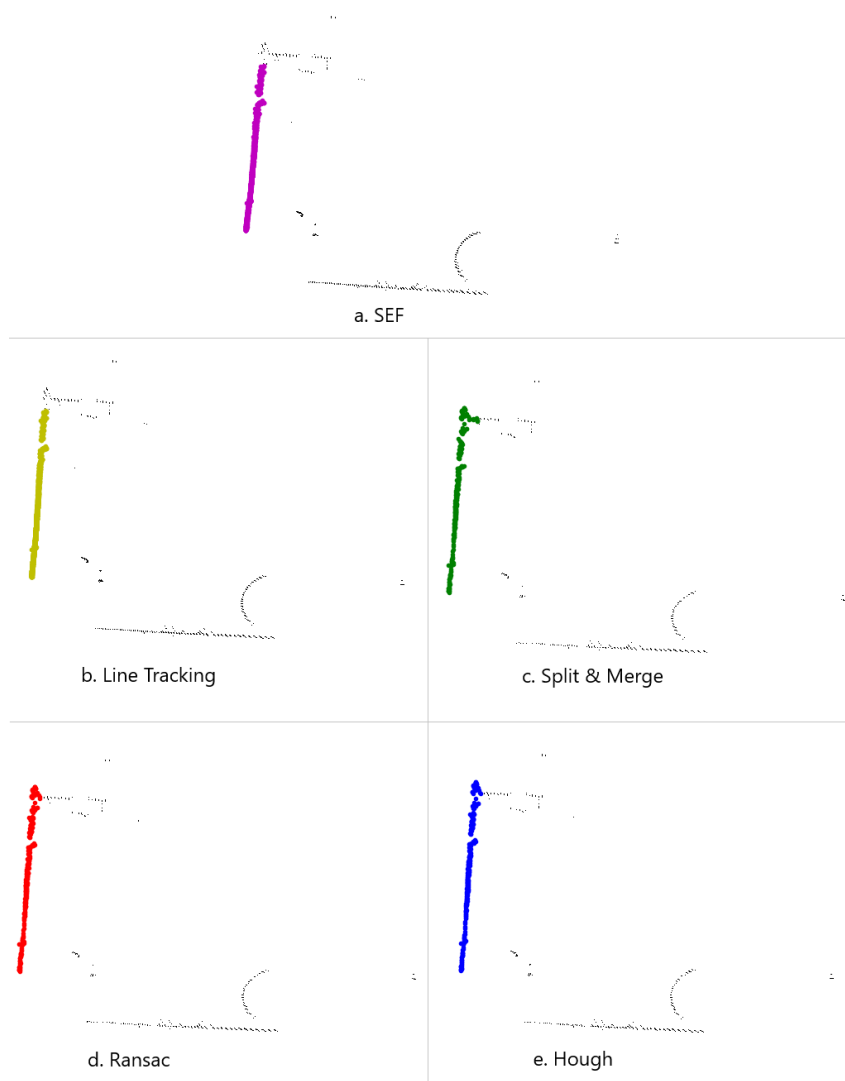 a. SEF
b. Line Tracking
c. Split & Merge
d. Ransac
e. Hough